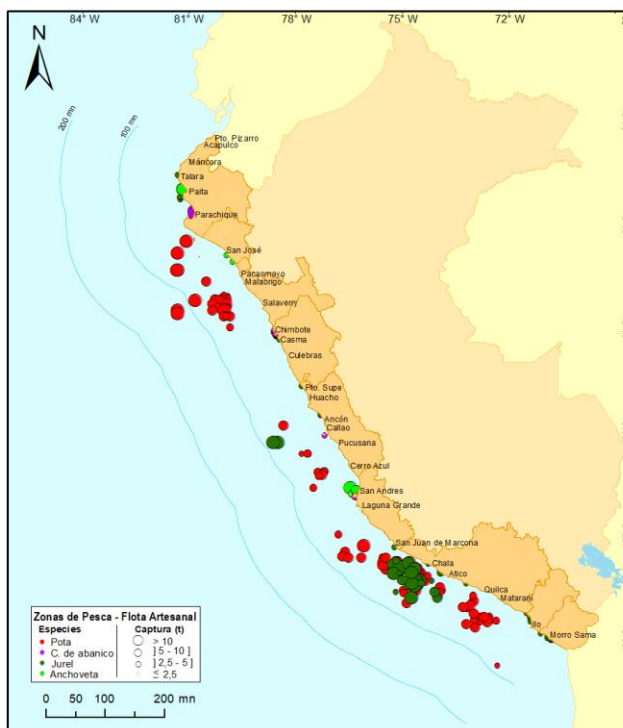 84° W 81°W 78°W 75°W 72°W
N
200 mn
100 mn
Pto. Pizarro
Acapulco
Máncora
Talara
Paita
Parachique
San José
Pacasmayo
Malabrigo
Salaverry
Chimbote
Casma
Culebras
Pto. Supe
Huacho
Ancón
Callao
Pucusana
Cerro Azul
San Andres
Laguna Grande
San Juan de Marcona
Chala
Atico
Quilca
Matarani
Ilo
Morro Sama
Zonas de Pesca - Flota Artesanal
Especies Captura (t)
Pota > 10
C. de abanico ] 5 - 10 ]
Jurel ] 2,5 - 5 ]
Anchoveta ≤ 2,5
0 50 100 200 mn